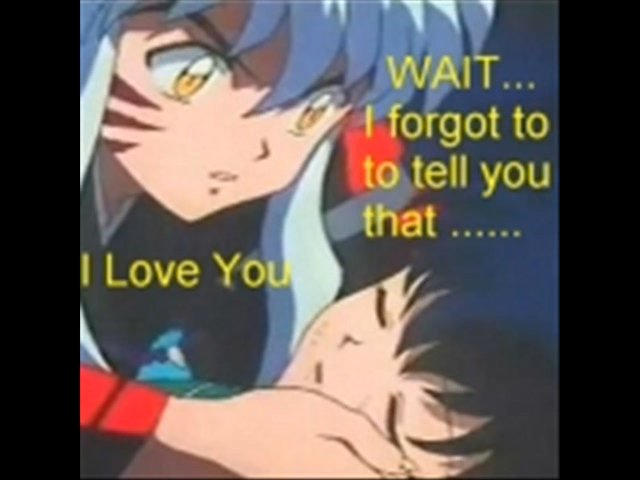 WAIT...
I forgot to
to tell you
that ......
I Love You